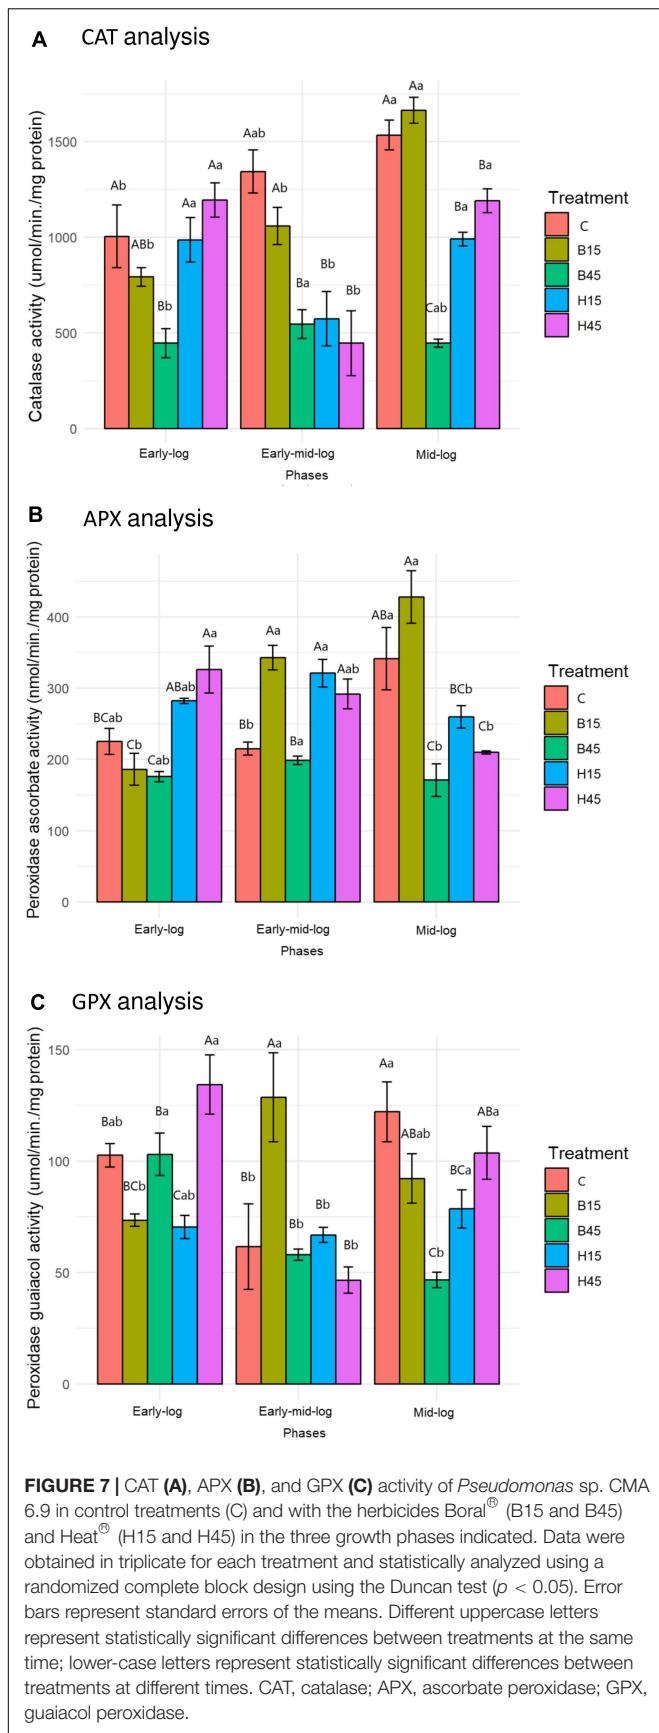 A CAT analysis
Catalase activity (umol/min./mg protein)
1500
1000
500
0
Ab
ABb
Bb
Aa
Aa
Aab
Ab
Ba
Bb
Bb
Aa
Aa
Cab
Ba
Ba
Early-log
Early-mid-log
Mid-log
Phases
Treatment
C
B15
B45
H15
H45
B APX analysis
Peroxidase ascorbate activity (nmol/min./mg protein)
400
300
200
100
0
BCab
Cb
Cab
ABab
Aa
Bb
Aa
Ba
Aa
Aab
ABa
Aa
Cb
BCb
Cb
Early-log
Early-mid-log
Mid-log
Phases
Treatment
C
B15
B45
H15
H45
C GPX analysis
Peroxidase guaiacol activity (umol/min./mg protein)
150
100
50
0
Bab
BCb
Ba
Cab
Aa
Bb
Aa
Bb
Bb
Bb
Aa
ABab
Cb
BCa
ABa
Early-log
Early-mid-log
Mid-log
Phases
Treatment
C
B15
B45
H15
H45
FIGURE 7 | CAT (A), APX (B), and GPX (C) activity of Pseudomonas sp. CMA
6.9 in control treatments (C) and with the herbicides Boral® (B15 and B45)
and Heat® (H15 and H45) in the three growth phases indicated. Data were
obtained in triplicate for each treatment and statistically analyzed using a
randomized complete block design using the Duncan test (p < 0.05). Error
bars represent standard errors of the means. Different uppercase letters
represent statistically significant differences between treatments at the same
time; lower-case letters represent statistically significant differences between
treatments at different times. CAT, catalase; APX, ascorbate peroxidase; GPX,
guaiacol peroxidase.